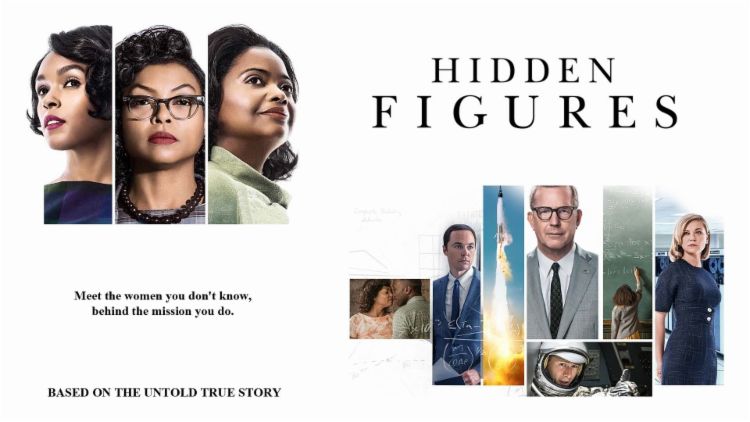 HIDDEN
FIGURES
Meet the women you don't know,
behind the mission you do.
BASED ON THE UNTOLD TRUE STORY